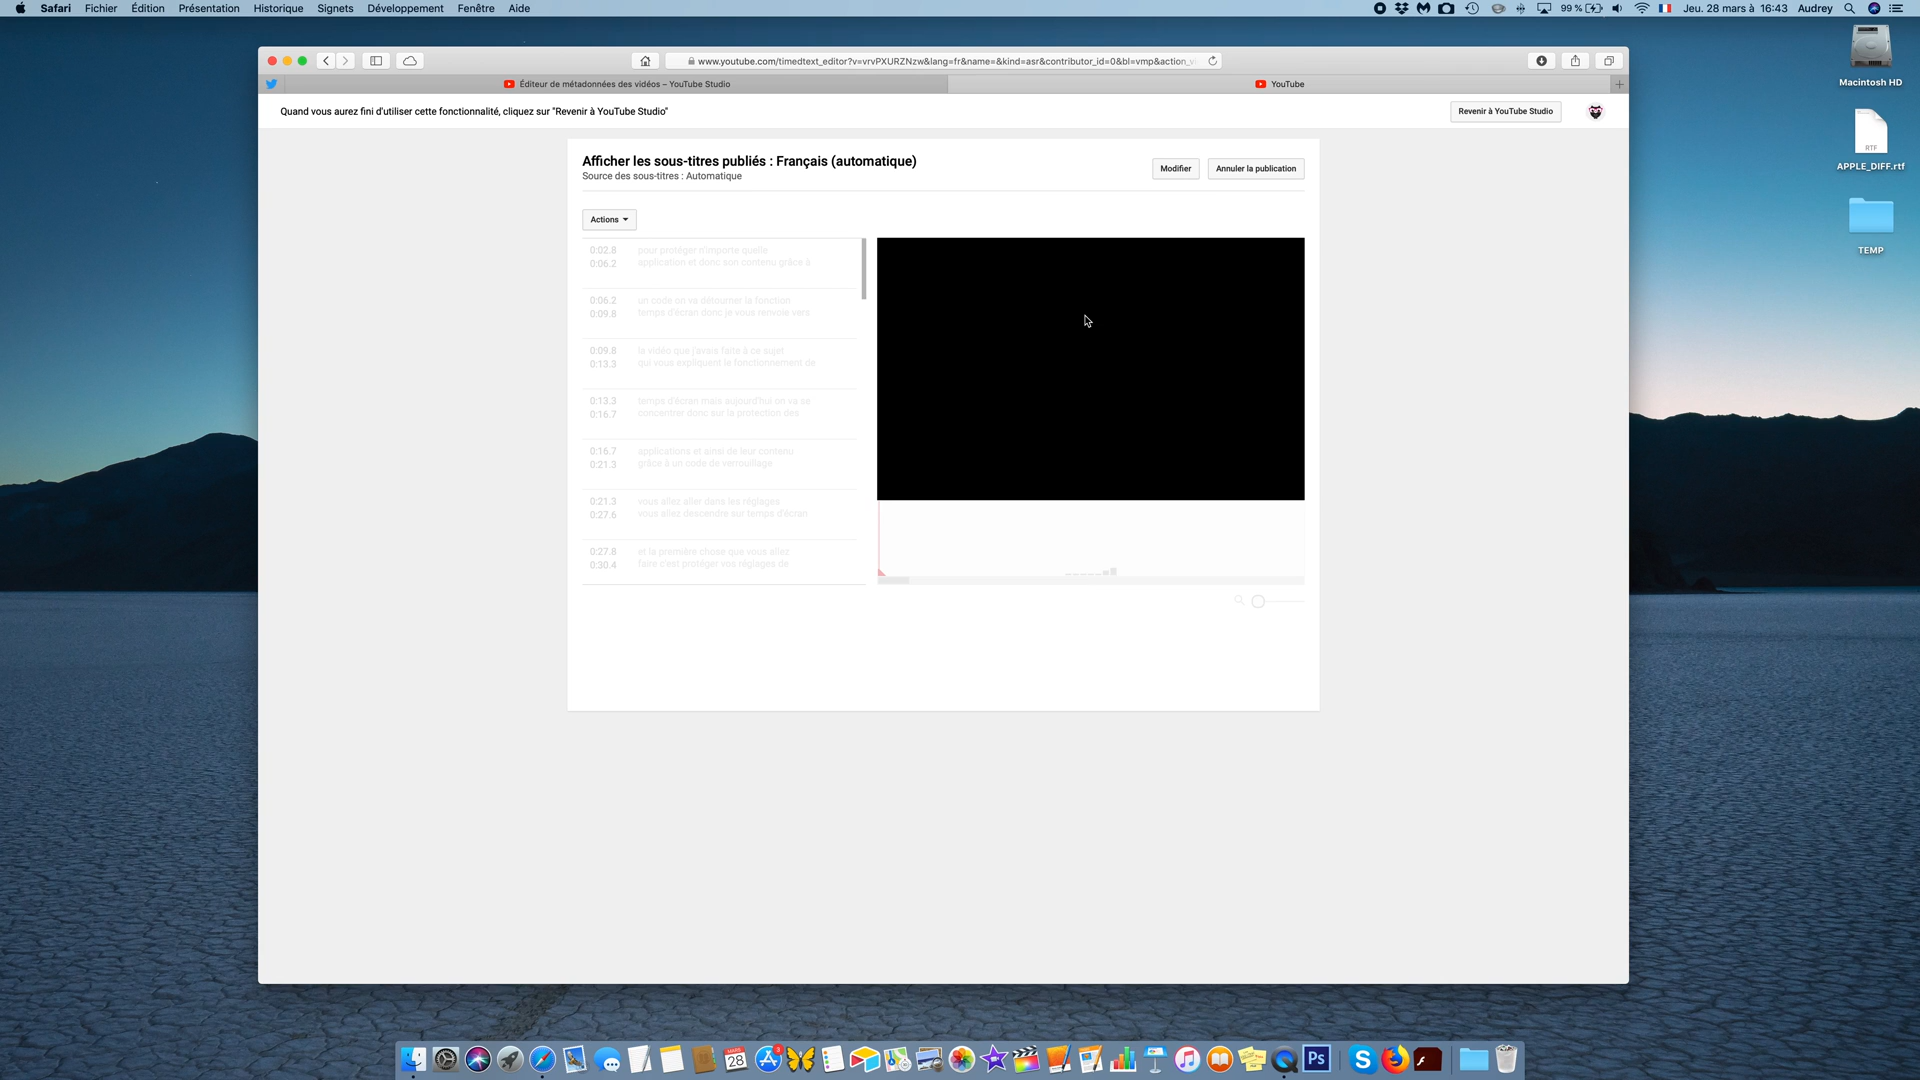 Safari Fichier Édition Présentation Historique Signets Développement Fenêtre Aide
99 % Jeu. 28 mars à 16:43 Audrey
www.youtube.com/timedtext_editor?v=vrvPXURZNzw&lang=fr&name=&kind=asr&contributor_id=0&bl=vmp&action_v
Éditeur de métadonnées des vidéos – YouTube Studio
YouTube
Quand vous aurez fini d'utiliser cette fonctionnalité, cliquez sur "Revenir à YouTube Studio"
Revenir à YouTube Studio
Afficher les sous-titres publiés : Français (automatique)
Source des sous-titres : Automatique
Modifier
Annuler la publication
Actions
0:02.8 pour protéger n'importe quelle
0:06.2 application et donc son contenu grâce à
0:06.2 un code on va détourner la fonction
0:09.8 temps d'écran donc je vous renvoie vers
0:09.8 la vidéo que j'avais faite à ce sujet
0:13.3 qui vous expliquent le fonctionnement de
0:13.3 temps d'écran mais aujourd'hui on va se
0:16.7 concentrer donc sur la protection des
0:16.7 applications et ainsi de leur contenu
0:21.3 grâce à un code de verrouillage
0:21.3 vous allez aller dans les réglages
0:27.6 vous allez descendre sur temps d'écran
0:27.8 et la première chose que vous allez
0:30.4 faire c'est protéger vos réglages de
Macintosh HD
RTF
APPLE_DIFF.rtf
TEMP
MARS
28
Ps